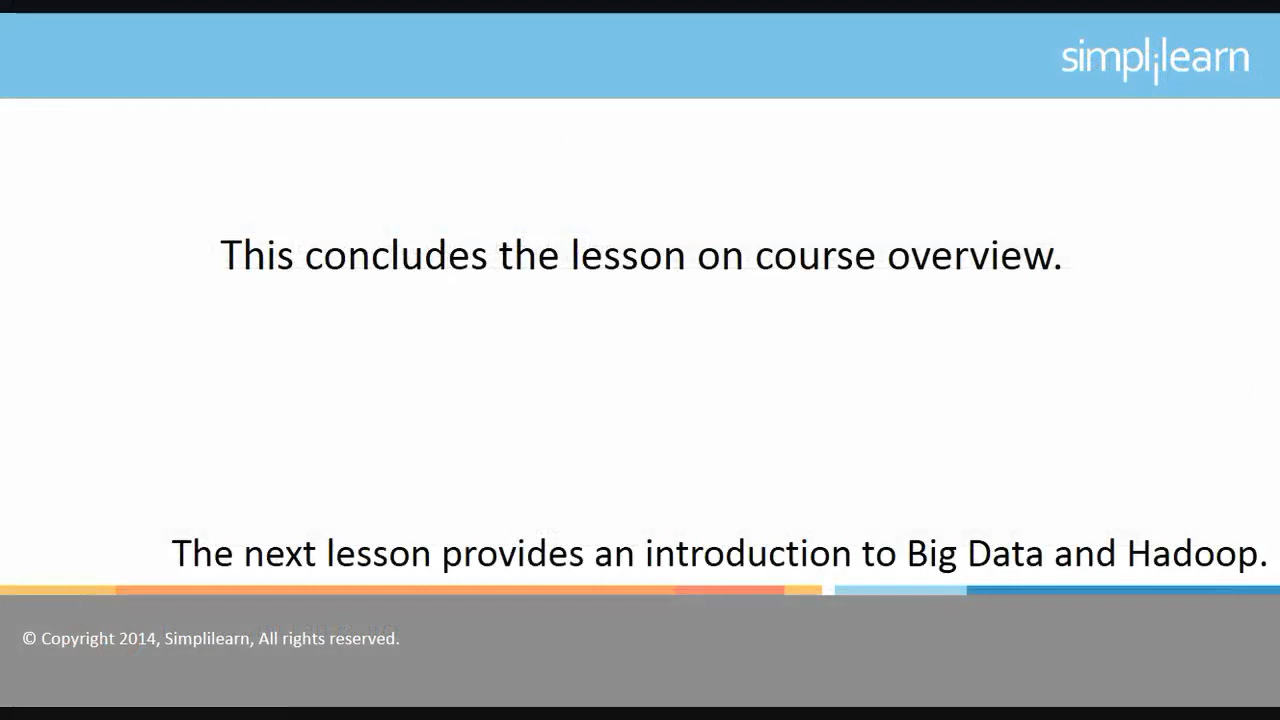 simplilearn
This concludes the lesson on course overview.
The next lesson provides an introduction to Big Data and Hadoop.
© Copyright 2014, Simplilearn, All rights reserved.